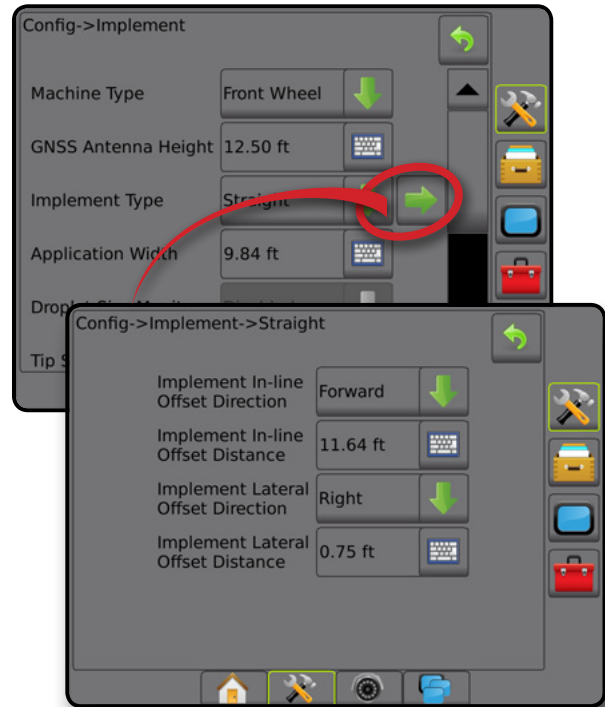 Config->Implement
Machine Type Front Wheel
GNSS Antenna Height 12.50 ft
Implement Type Straight
Application Width 9.84 ft
Config->Implement->Straight
Tip
Implement In-line
Offset Direction
Forward
Implement In-line
Offset Distance
11.64 ft
Implement Lateral
Offset Direction
Right
Implement Lateral
Offset Distance
0.75 ft